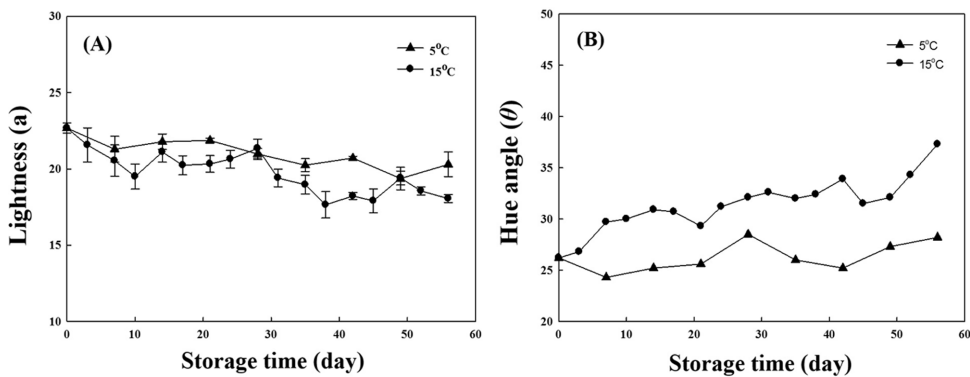 (A)
5°C
15°C
Lightness (a)
30
25
20
15
10
0 10 20 30 40 50 60
Storage time (day)
(B)
5°C
15°C
Hue angle (θ)
50
45
40
35
30
25
20
0 10 20 30 40 50 60
Storage time (day)